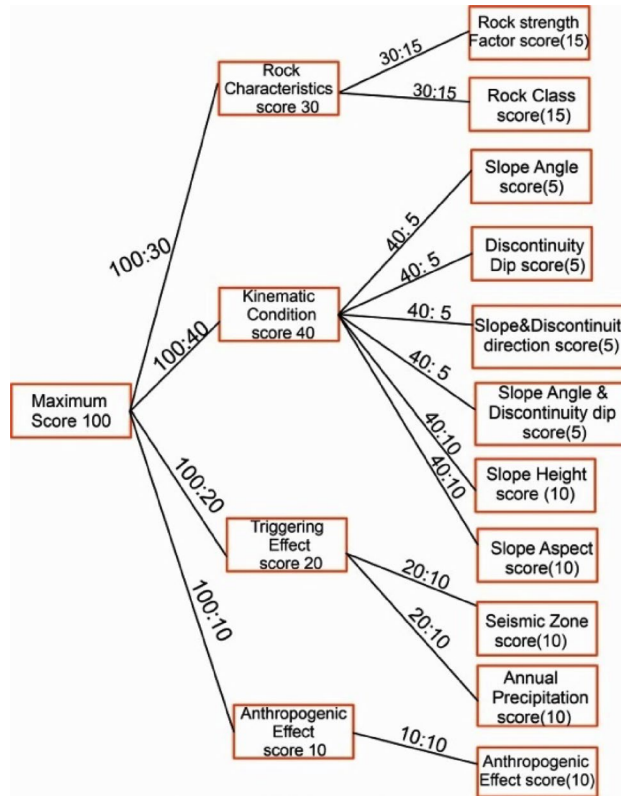 Rock strength
Factor score(15)
30:15
Rock
Characteristics
score 30
30:15
Rock Class
score(15)
Slope Angle
score(5)
40: 5
Discontinuity
Dip score(5)
100:30
40: 5
Kinematic
Condition
score 40
40: 5
Slope&Discontinuit
direction score(5)
100:40
40: 5
Maximum
Score 100
Slope Angle &
Discontinuity dip
score(5)
40:10
Slope Height
score (10)
40:10
100:20
Triggering
Effect
score 20
Slope Aspect
score(10)
20:10
Seismic Zone
score(10)
20:10
100:10
Annual
Precipitation
score(10)
Anthropogenic
Effect
score 10
10:10
Anthropogenic
Effect score(10)